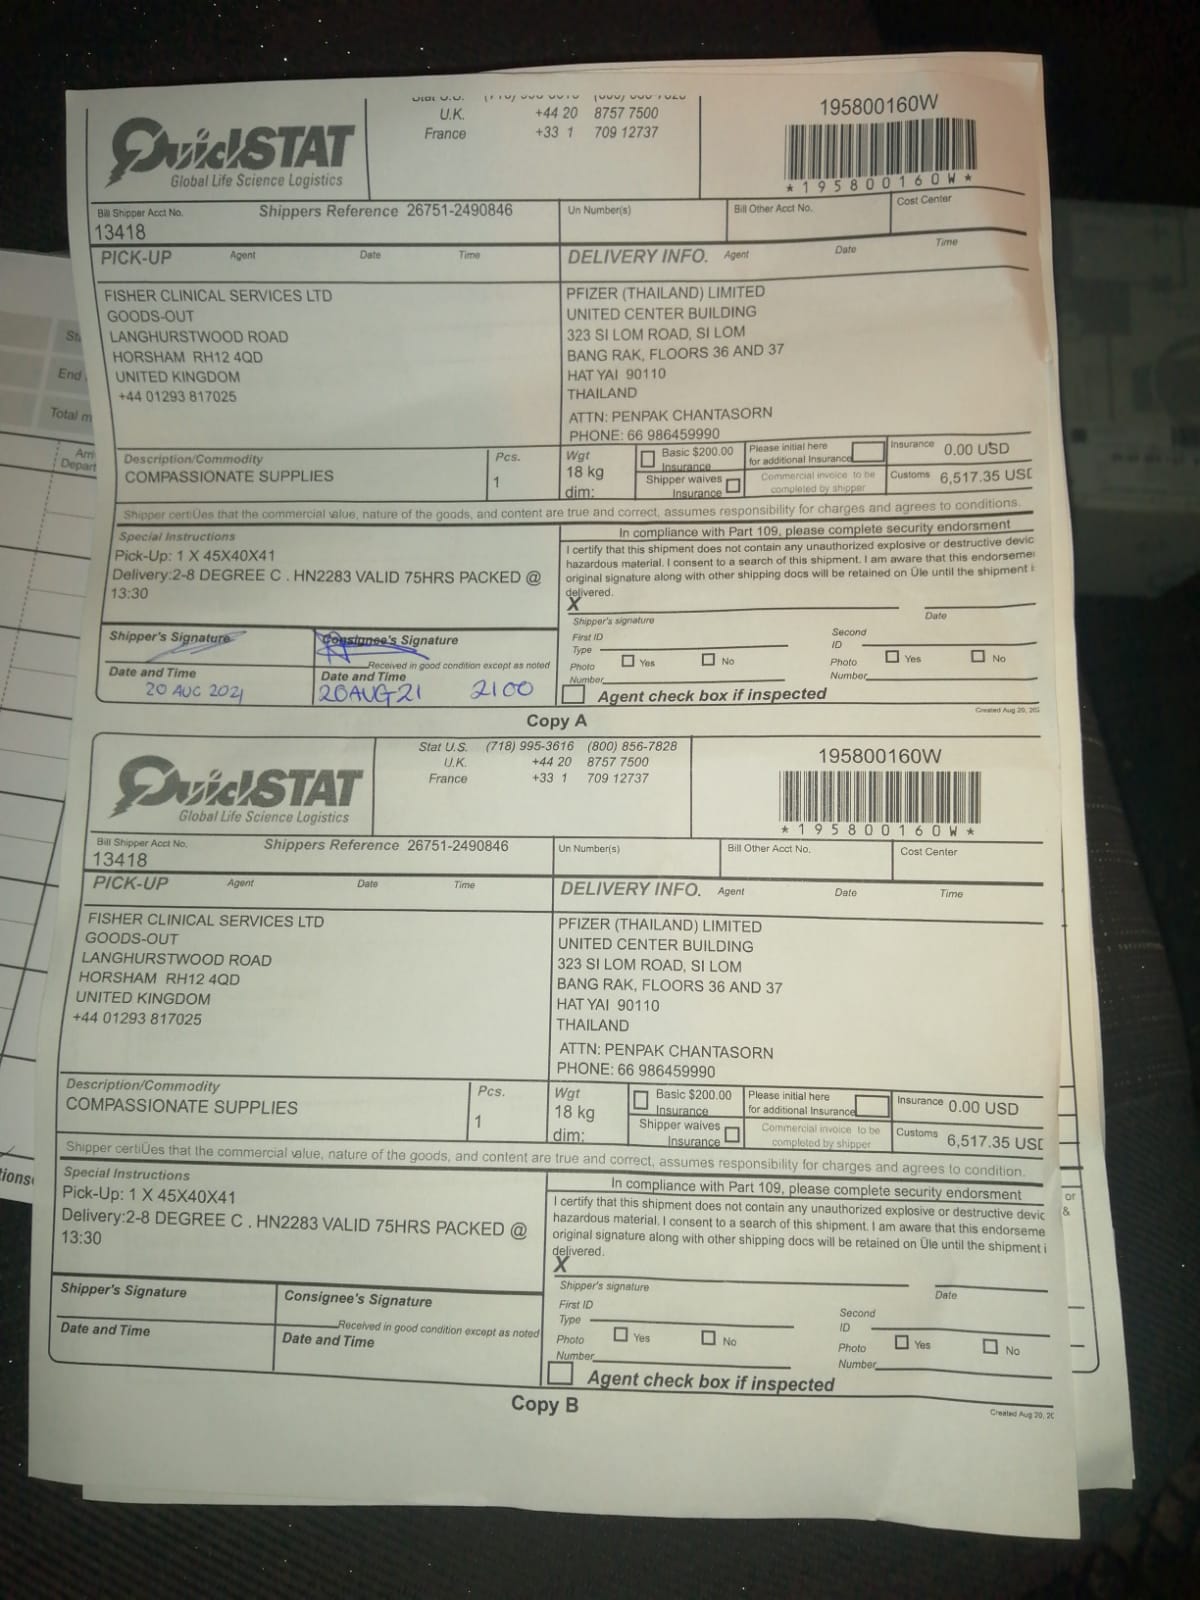 195800160W
U.K. +44 20 8757 7500
France +33 1 709 12737
QuickSTAT
Global Life Science Logistics
*195800160W*
Bill Shipper Acct No. Shippers Reference 26751-2490846 Un Number(s) Bill Other Acct No. Cost Center
13418
PICK-UP Agent Date Time DELIVERY INFO. Agent Date Time
FISHER CLINICAL SERVICES LTD
GOODS-OUT
LANGHURSTWOOD ROAD
HORSHAM RH12 4QD
UNITED KINGDOM
+44 01293 817025
PFIZER (THAILAND) LIMITED
UNITED CENTER BUILDING
323 SI LOM ROAD, SI LOM
BANG RAK, FLOORS 36 AND 37
HAT YAI 90110
THAILAND
ATTN: PENPAK CHANTASORN
PHONE: 66 986459990
Description/Commodity Pcs.
COMPASSIONATE SUPPLIES 1
Wgt
18 kg
dim:
Basic $200.00
Insurance
Shipper waives
Insurance
Please initial here
for additional Insurance
Commercial invoice to be
completed by shipper
Insurance 0.00 USD
Customs 6,517.35 USD
Shipper certiÜes that the commercial value, nature of the goods, and content are true and correct, assumes responsibility for charges and agrees to conditions.
Special Instructions
Pick-Up: 1 X 45X40X41
Delivery:2-8 DEGREE C . HN2283 VALID 75HRS PACKED @
13:30
In compliance with Part 109, please complete security endorsment
I certify that this shipment does not contain any unauthorized explosive or destructive devic
hazardous material. I consent to a search of this shipment. I am aware that this endorseme
original signature along with other shipping docs will be retained on Üle until the shipment i
delivered.
X
Shipper's signature Date
First ID
Type
Photo Yes No
Number
Second
ID
Photo Yes No
Number
Shipper's Signature
Consignee's Signature
Received in good condition except as noted
Date and Time
20 AUG 2021
Date and Time
20AUG21 2100
Agent check box if inspected
Created Aug 20, 202
Copy A
Stat U.S. (718) 995-3616 (800) 856-7828
U.K. +44 20 8757 7500
France +33 1 709 12737
195800160W
QuickSTAT
Global Life Science Logistics
*195800160W*
Bill Shipper Acct No. Shippers Reference 26751-2490846 Un Number(s) Bill Other Acct No. Cost Center
13418
PICK-UP Agent Date Time DELIVERY INFO. Agent Date Time
FISHER CLINICAL SERVICES LTD
GOODS-OUT
LANGHURSTWOOD ROAD
HORSHAM RH12 4QD
UNITED KINGDOM
+44 01293 817025
PFIZER (THAILAND) LIMITED
UNITED CENTER BUILDING
323 SI LOM ROAD, SI LOM
BANG RAK, FLOORS 36 AND 37
HAT YAI 90110
THAILAND
ATTN: PENPAK CHANTASORN
PHONE: 66 986459990
Description/Commodity Pcs.
COMPASSIONATE SUPPLIES 1
Wgt
18 kg
dim:
Basic $200.00
Insurance
Shipper waives
Insurance
Please initial here
for additional Insurance
Commercial invoice to be
completed by shipper
Insurance 0.00 USD
Customs 6,517.35 USD
Shipper certiÜes that the commercial value, nature of the goods, and content are true and correct, assumes responsibility for charges and agrees to condition.
Special Instructions
Pick-Up: 1 X 45X40X41
Delivery:2-8 DEGREE C . HN2283 VALID 75HRS PACKED @
13:30
In compliance with Part 109, please complete security endorsment
I certify that this shipment does not contain any unauthorized explosive or destructive devic
hazardous material. I consent to a search of this shipment. I am aware that this endorseme
original signature along with other shipping docs will be retained on Üle until the shipment i
delivered.
X
Shipper's signature Date
First ID
Type
Photo Yes No
Number
Second
ID
Photo Yes No
Number
Shipper's Signature
Consignee's Signature
Received in good condition except as noted
Date and Time
Date and Time
Agent check box if inspected
Created Aug 20, 20
Copy B
End
Total m
Depart
or
&